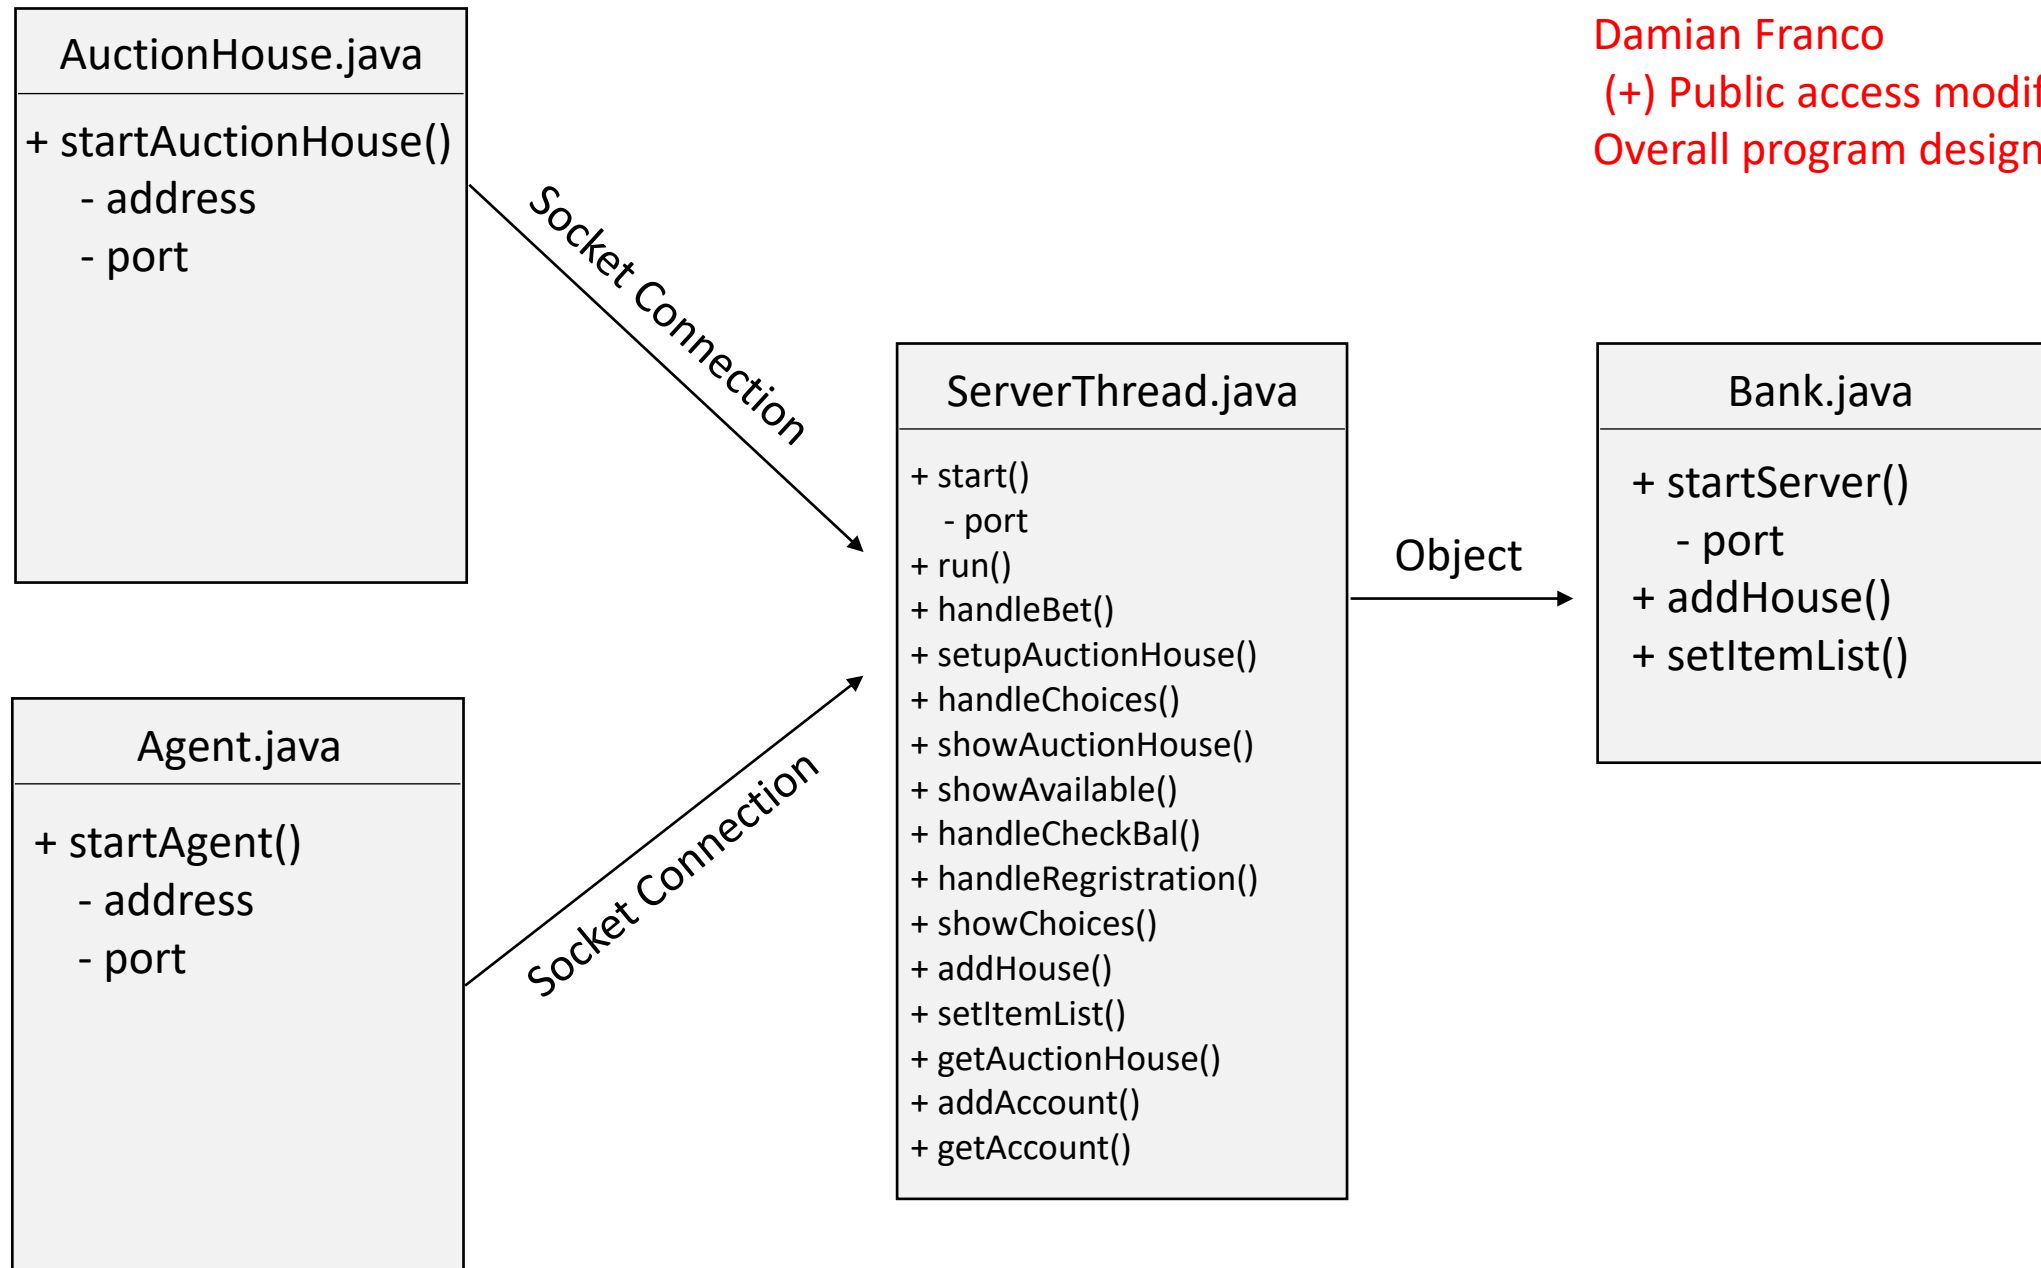 AuctionHouse.java
+ startAuctionHouse()
- address
- port
Socket Connection
Damian Franco
(+) Public access
Overall program design
ServerThread.java
+ start()
- port
+ run()
+ handleBet()
+ setupAuctionHouse()
+ handleChoices()
+ showAuctionHouse()
+ showAvailable()
+ handleCheckBal()
+ handleRegristration()
+ showChoices()
+ addHouse()
+ setItemList()
+ getAuctionHouse()
+ addAccount()
+ getAccount()
Object
Bank.java
+ startServer()
- port
+ addHouse()
+ setItemList()
Agent.java
+ startAgent()
- address
- port
Socket Connection